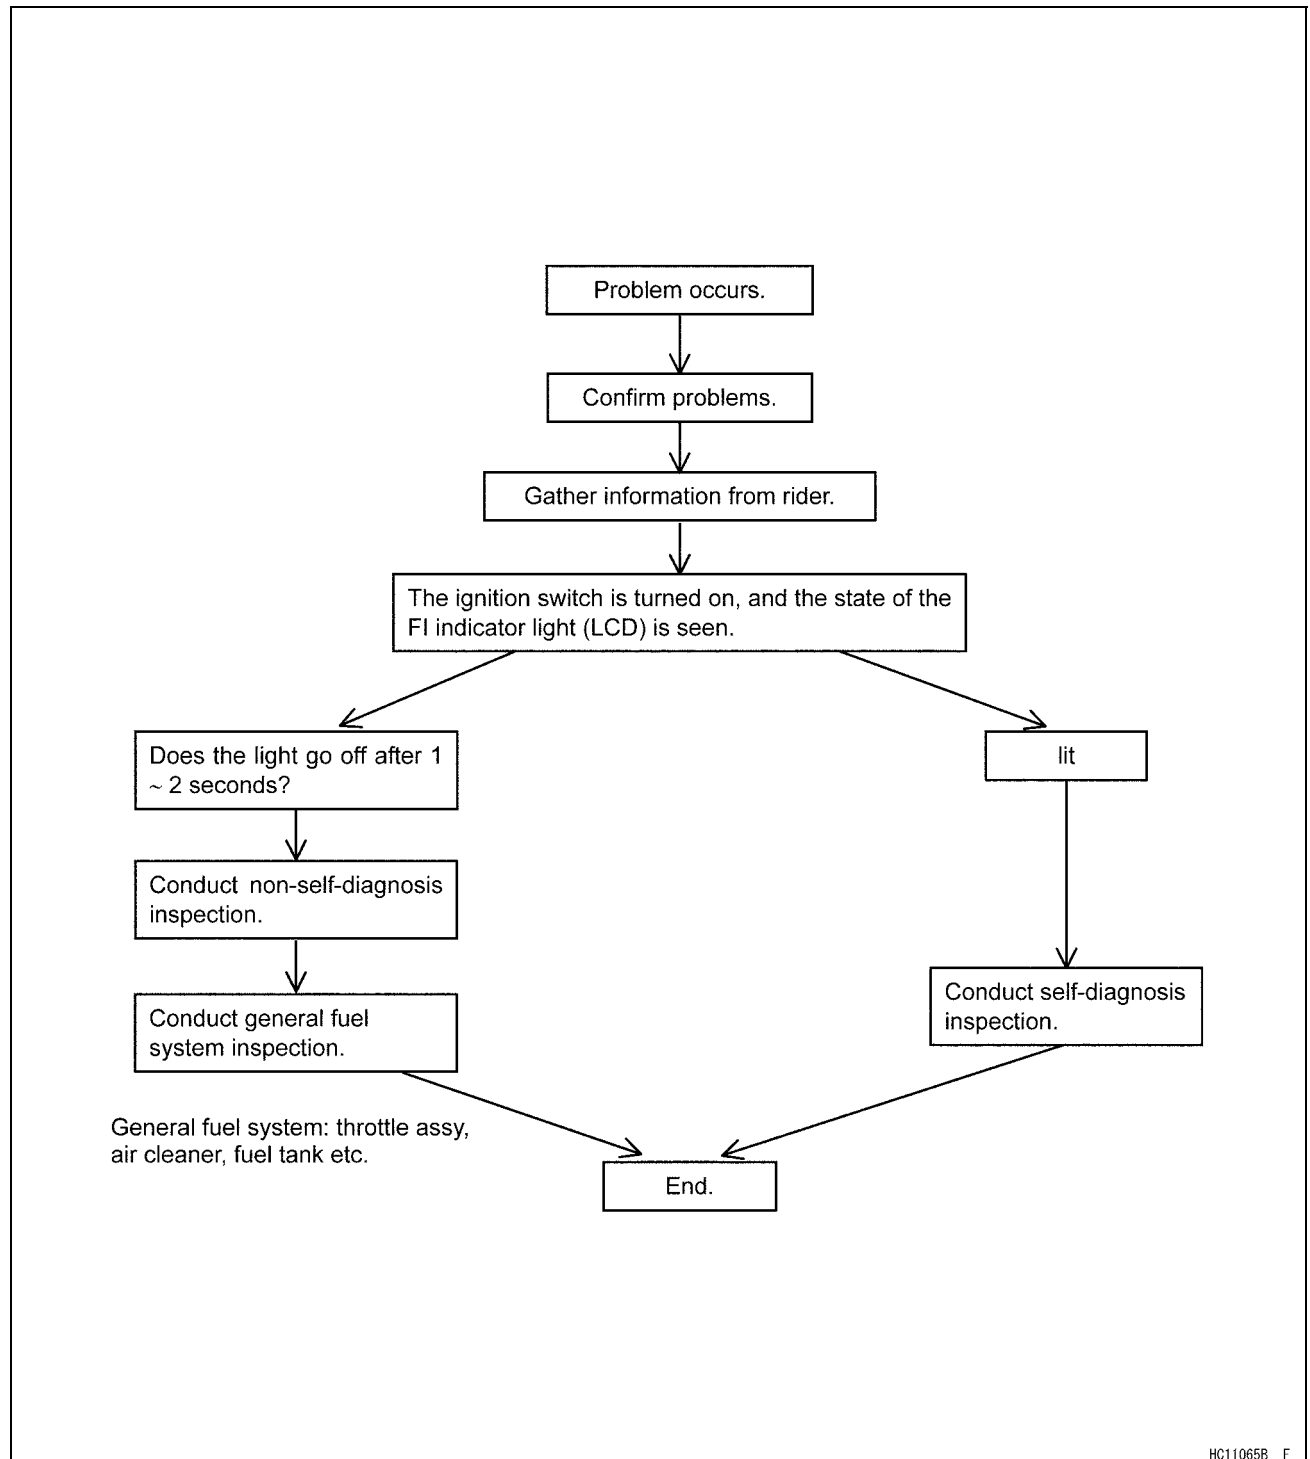 Problem occurs.
Confirm problems.
Gather information from rider.
The ignition switch is turned on, and the state of the
FI indicator light (LCD) is seen.
Does the light go off after 1
~ 2 seconds?
lit
Conduct non-self-diagnosis
inspection.
Conduct self-diagnosis
inspection.
Conduct general fuel
system inspection.
General fuel system: throttle assy,
air cleaner, fuel tank etc.
End.
HC11065B F